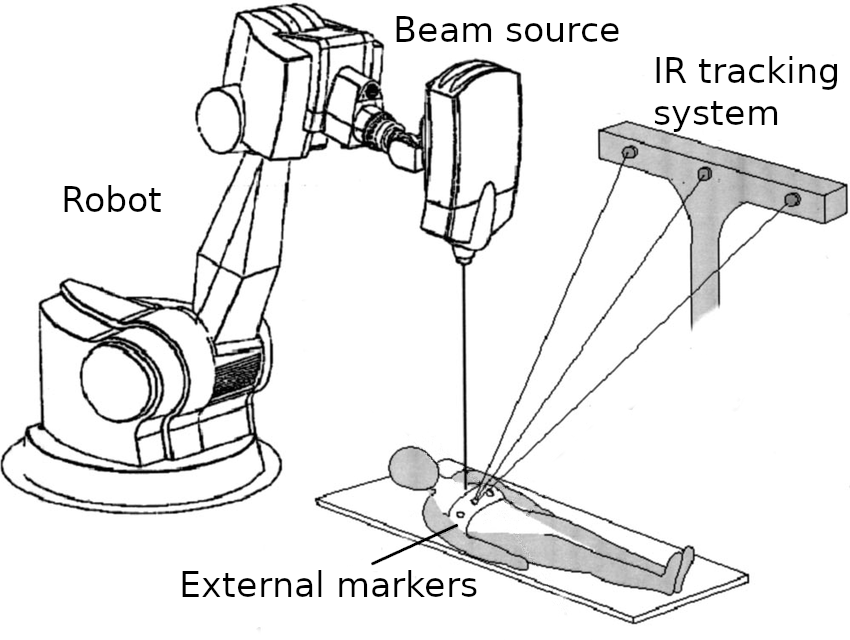 Beam source
IR tracking
system
Robot
External markers